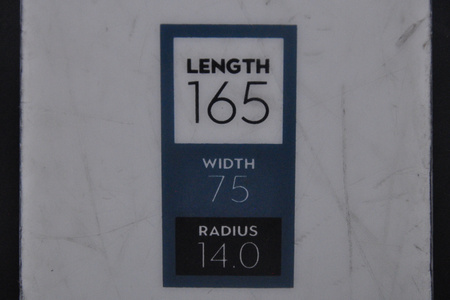 LENGTH
165
WIDTH
75
RADIUS
14.0